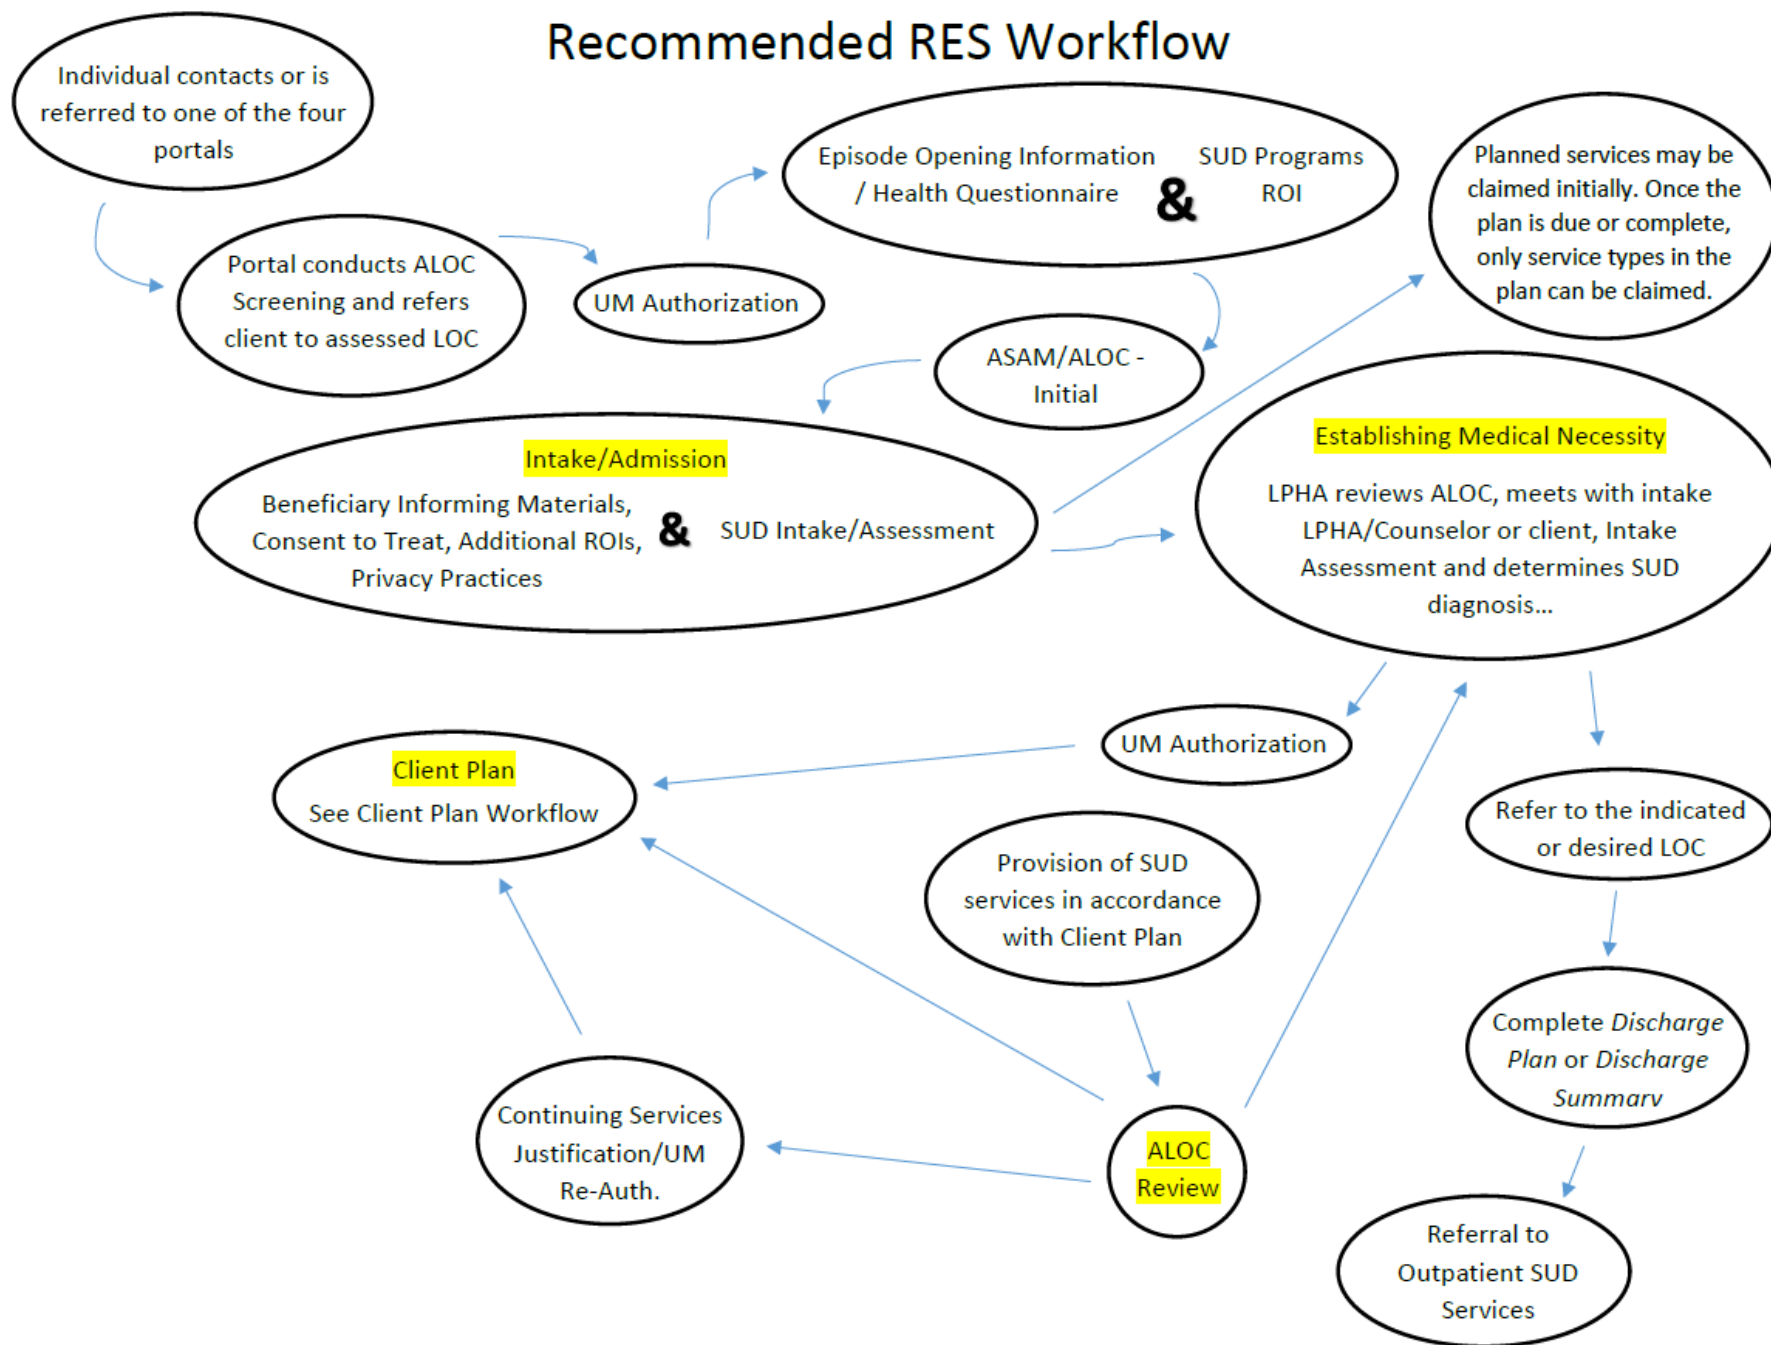 Recommended RES Workflow
Individual contacts or is
referred to one of the four
portals
Portal conducts ALOC
Screening and refers
client to assessed LOC
UM Authorization
Episode Opening Information
/ Health Questionnaire
&
SUD Programs
ROI
Planned services may be
claimed initially. Once the
plan is due or complete,
only service types in the
plan can be claimed.
ASAM/ALOC -
Initial
Intake/Admission
Beneficiary Informing Materials,
Consent to Treat, Additional ROIs,
Privacy Practices
&
SUD Intake/Assessment
Establishing Medical Necessity
LPHA reviews ALOC, meets with intake
LPHA/Counselor or client, Intake
Assessment and determines SUD
diagnosis...
UM Authorization
Client Plan
See Client Plan Workflow
Refer to the indicated
or desired LOC
Provision of SUD
services in accordance
with Client Plan
Complete Discharge
Plan or Discharge
Summary
Continuing Services
Justification/UM
Re-Auth.
ALOC
Review
Referral to
Outpatient SUD
Services